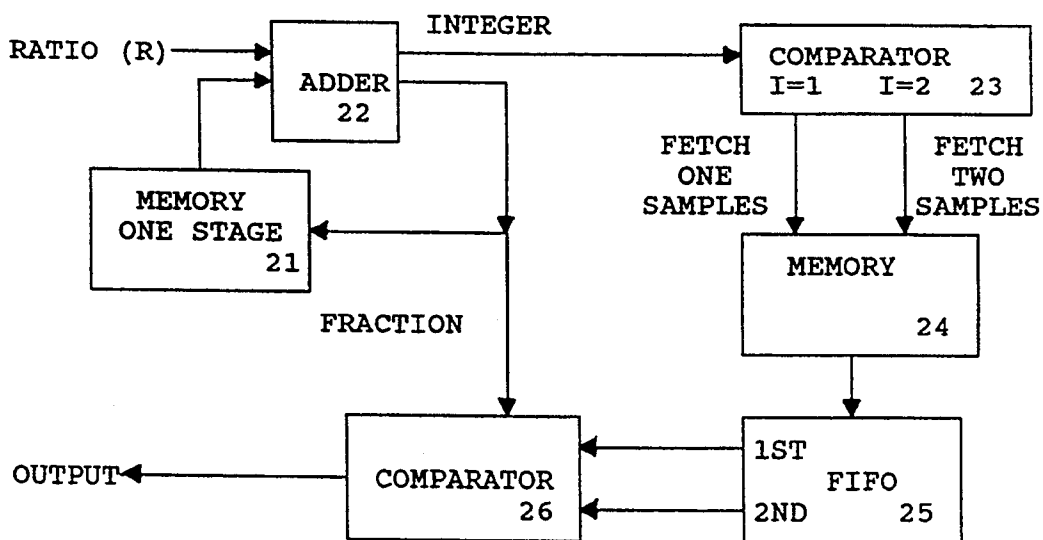 INTEGER
RATIO (R)
ADDER
22
COMPARATOR
I=1 I=2 23
FETCH
ONE
SAMPLES
FETCH
TWO
SAMPLES
MEMORY
ONE STAGE
21
MEMORY
24
FRACTION
1ST
FIFO
2ND 25
COMPARATOR
26
OUTPUT